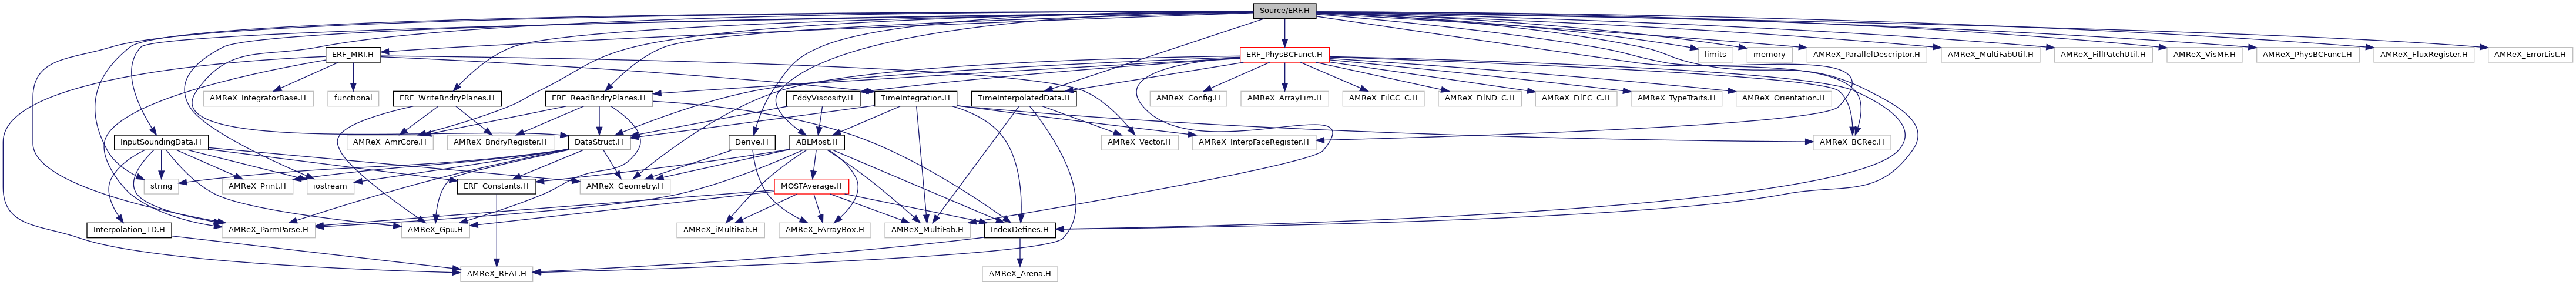 Source/ERF.H
ERF_MRI.H
ERF_PhysBCFunct.H
limits
memory
AMReX_ParallelDescriptor.H
AMReX_MultiFabUtil.H
AMReX_FillPatchUtil.H
AMReX_VisMF.H
AMReX_PhysBCFunct.H
AMReX_FluxRegister.H
AMReX_ErrorList.H
AMReX_IntegratorBase.H
functional
ERF_WriteBndryPlanes.H
ERF_ReadBndryPlanes.H
EddyViscosity.H
TimeIntegration.H
TimeInterpolatedData.H
AMReX_Config.H
AMReX_ArrayLim.H
AMReX_FilCC_C.H
AMReX_FilND_C.H
AMReX_FilFC_C.H
AMReX_TypeTraits.H
AMReX_Orientation.H
InputSoundingData.H
AMReX_AmrCore.H
AMReX_BndryRegister.H
DataStruct.H
Derive.H
ABLMost.H
AMReX_Vector.H
AMReX_InterpFaceRegister.H
AMReX_BCRec.H
string
AMReX_Print.H
iostream
ERF_Constants.H
AMReX_Geometry.H
MOSTAverage.H
Interpolation_1D.H
AMReX_ParmParse.H
AMReX_Gpu.H
AMReX_iMultiFab.H
AMReX_FArrayBox.H
AMReX_MultiFab.H
IndexDefines.H
AMReX_REAL.H
AMReX_Arena.H